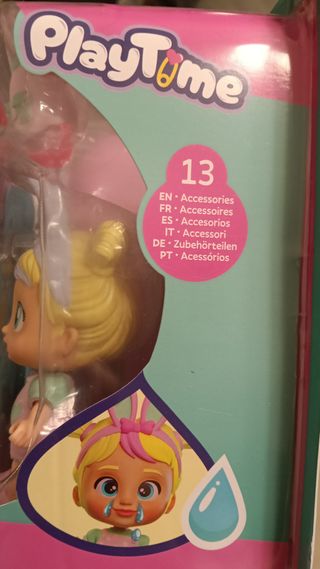 PlayTime
13
EN • Accessories
FR • Accessoires
ES • Accesorios
IT • Accessori
DE • Zubehörteilen
PT • Acessórios